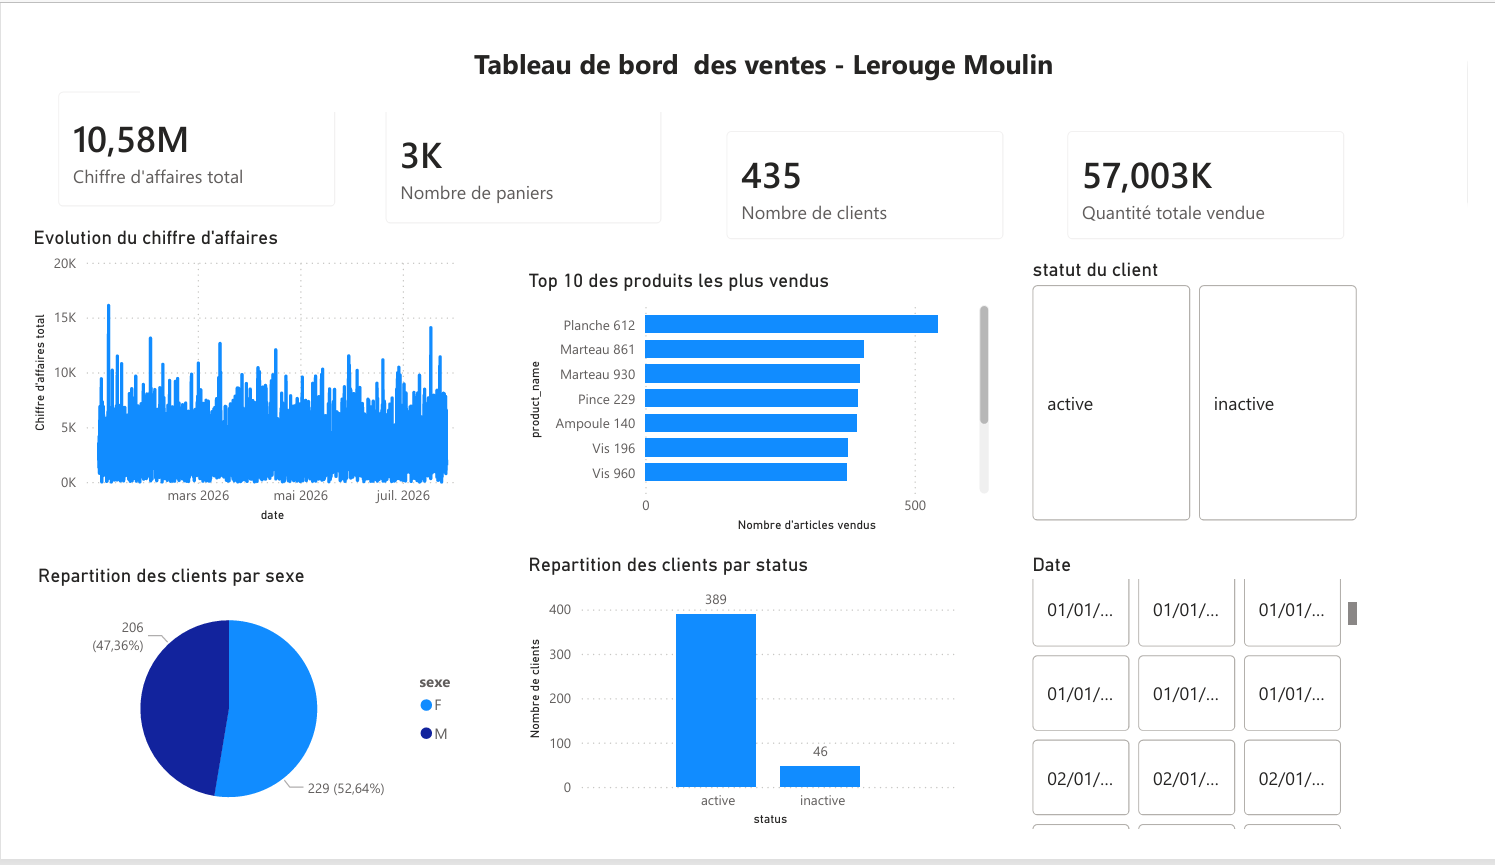 Tableau de bord  des ventes - Lerouge Moulin
10,58M
Chiffre d'affaires total
3K
Nombre de paniers
435
Nombre de clients
57,003K
Quantité totale vendue
Evolution du chiffre d'affaires
Chiffre d'affaires total
20K
15K
10K
5K
0K
mars 2026
mai 2026
juil. 2026
date
Top 10 des produits les plus vendus
product_name
Planche 612
Marteau 861
Marteau 930
Pince 229
Ampoule 140
Vis 196
Vis 960
0
500
Nombre d'articles vendus
statut du client
active
inactive
Repartition des clients par sexe
206
(47,36%)
229 (52,64%)
sexe
F
M
Repartition des clients par status
Nombre de clients
400
300
200
100
0
389
46
active
inactive
status
Date
01/01/...
01/01/...
01/01/...
01/01/...
01/01/...
01/01/...
02/01/...
02/01/...
02/01/...